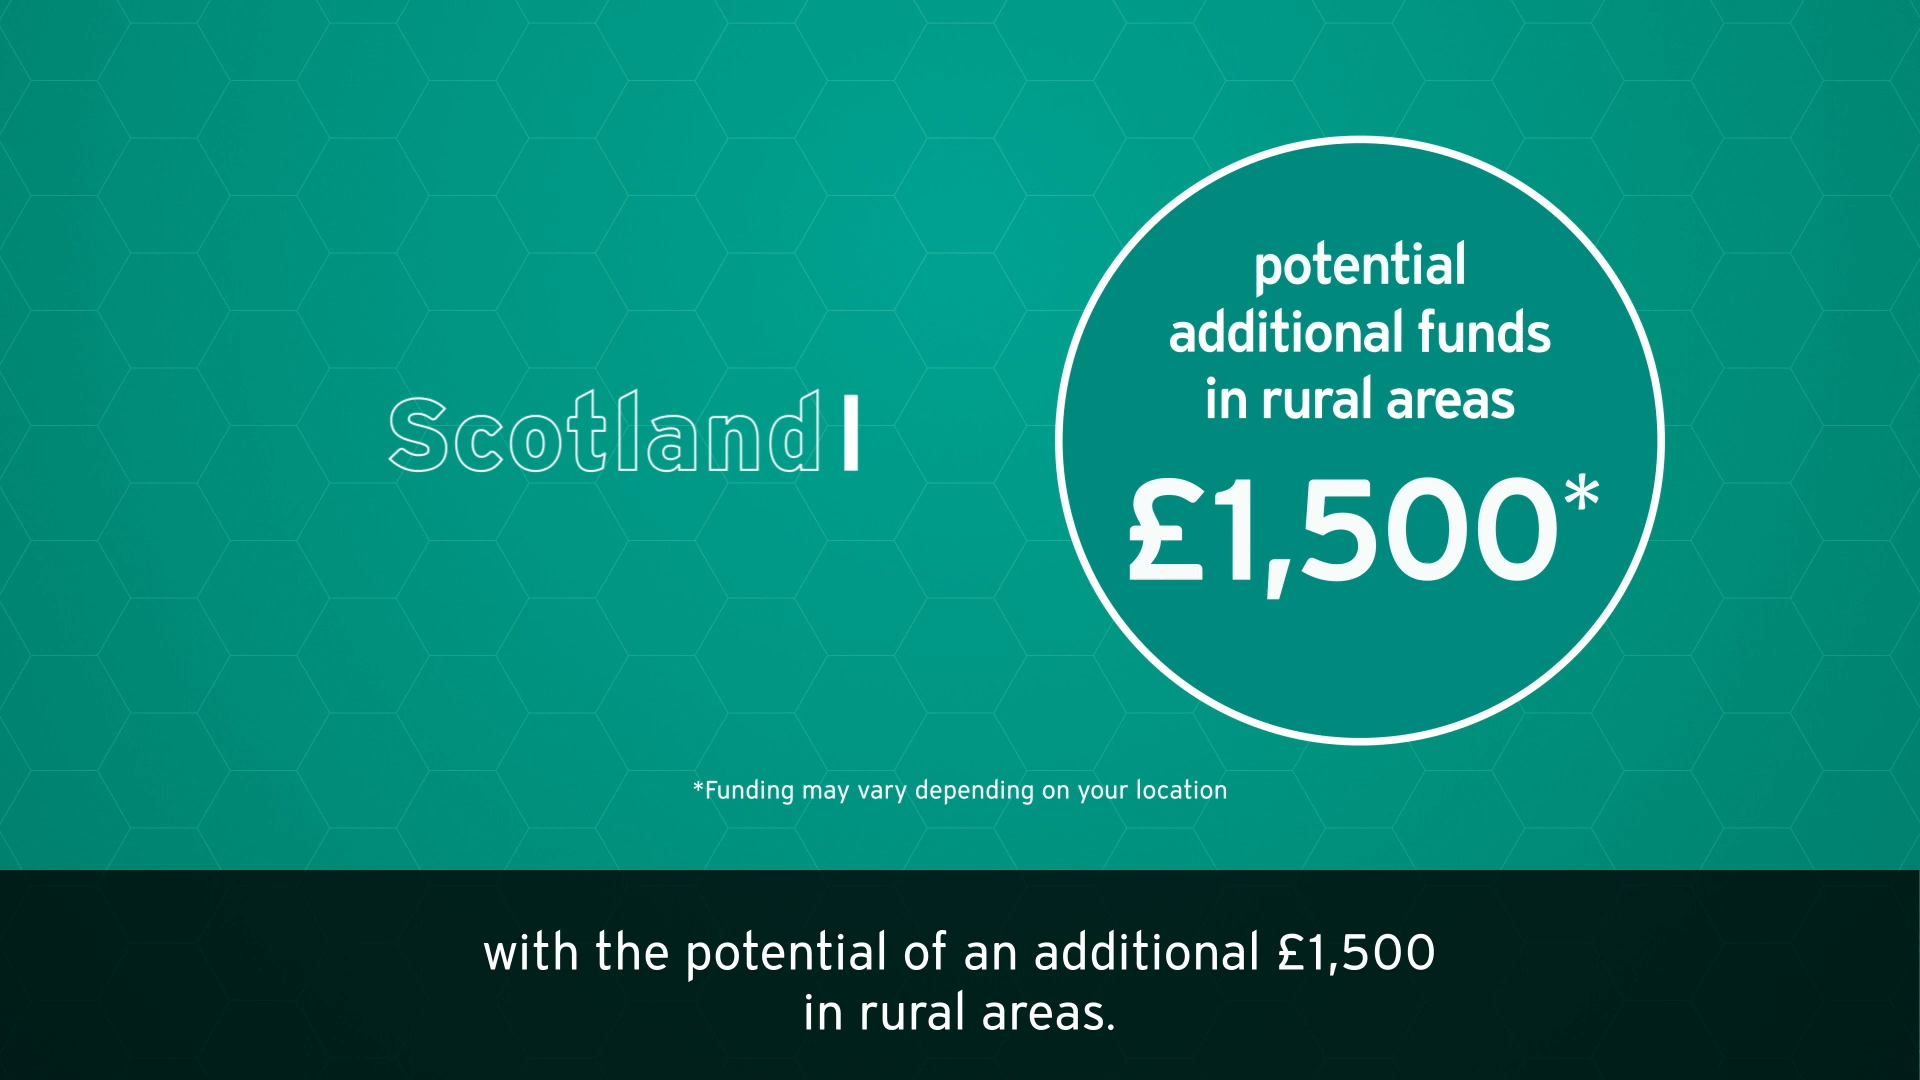 Scotland
potential
additional funds
in rural areas
£1,500*
*Funding may vary depending on your location
with the potential of an additional £1,500
in rural areas.